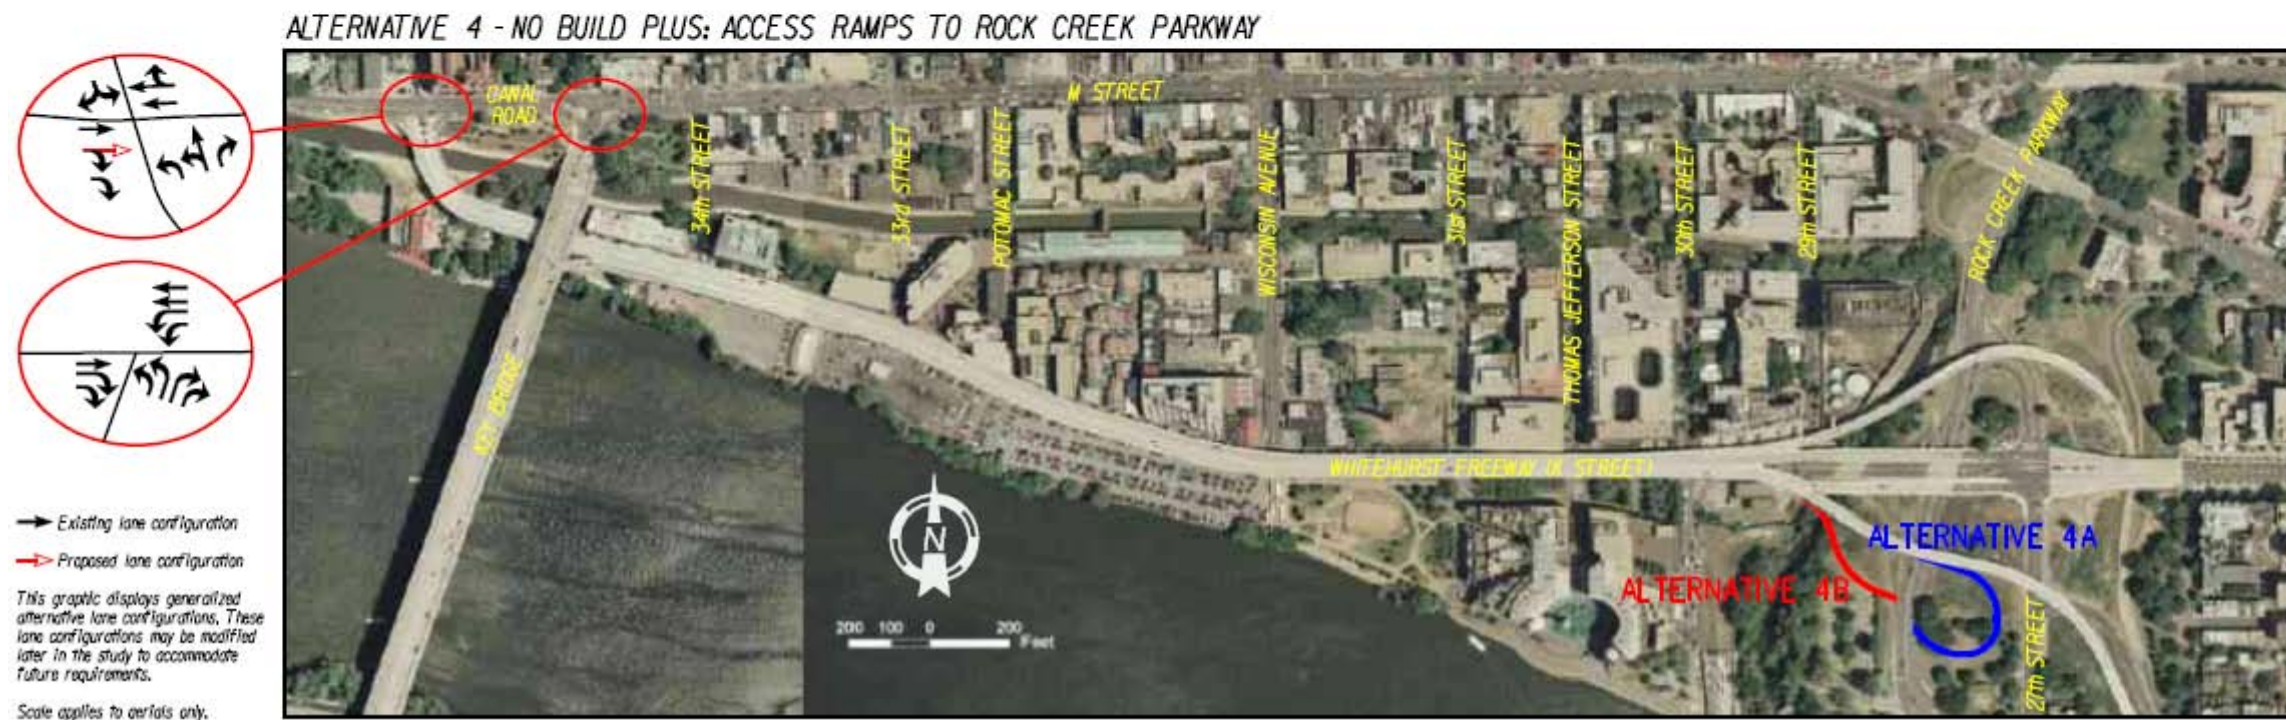 ALTERNATIVE 4 - NO BUILD PLUS: ACCESS RAMPS TO ROCK CREEK PARKWAY
CANAL
ROAD
M STREET
34th STREET
33rd STREET
POTOMAC STREET
WISCONSIN AVENUE
31st STREET
THOMAS JEFFERSON STREET
30th STREET
29th STREET
ROCK CREEK PARKWAY
ROCK CREEK PARKWAY
KEY BRIDGE
WHITEHURST FREEWAY (K STREET)
ALTERNATIVE 4A
ALTERNATIVE 4B
27th STREET
N
200 100 0 200
Feet
Existing lane configuration
Proposed lane configuration
This graphic displays generalized
alternative lane configurations. These
lane configurations may be modified
later in the study to accommodate
future requirements.
Scale applies to aerials only.